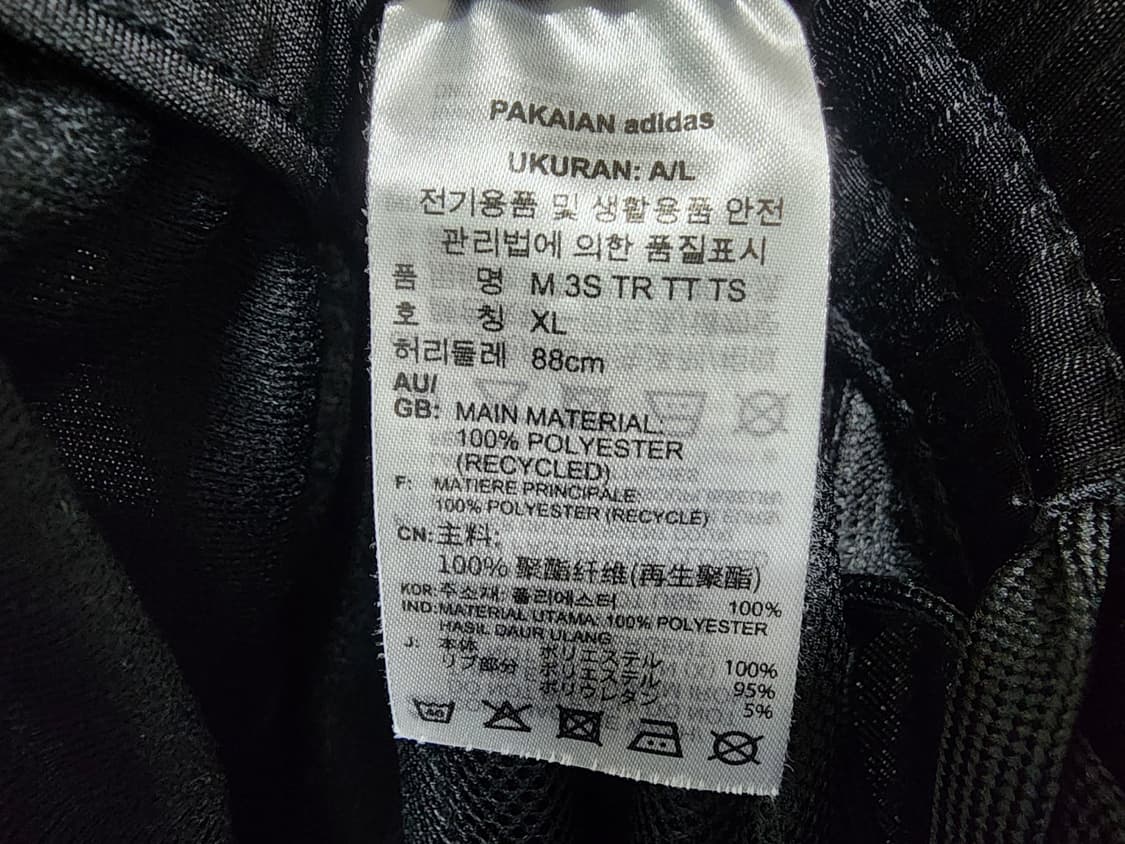 PAKAIAN adidas
UKURAN: A/L
전기용품 및 생활용품 안전
관리법에 의한 품질표시
품 명 M 3S TR TT TS
호 칭 XL
허리둘레 88cm
AU/
GB: MAIN MATERIAL:
100% POLYESTER
(RECYCLED)
F: MATIERE PRINCIPALE:
100% POLYESTER (RECYCLÉ)
CN: 主料:
100% 聚酯纤维(再生聚酯)
KOR: 주소재: 폴리에스터 100%
IND: MATERIAL UTAMA: 100% POLYESTER
HASIL DAUR ULANG
J: 本体 ポリエステル 100%
リブ部分 ポリエステル 95%
ポリウレタン 5%